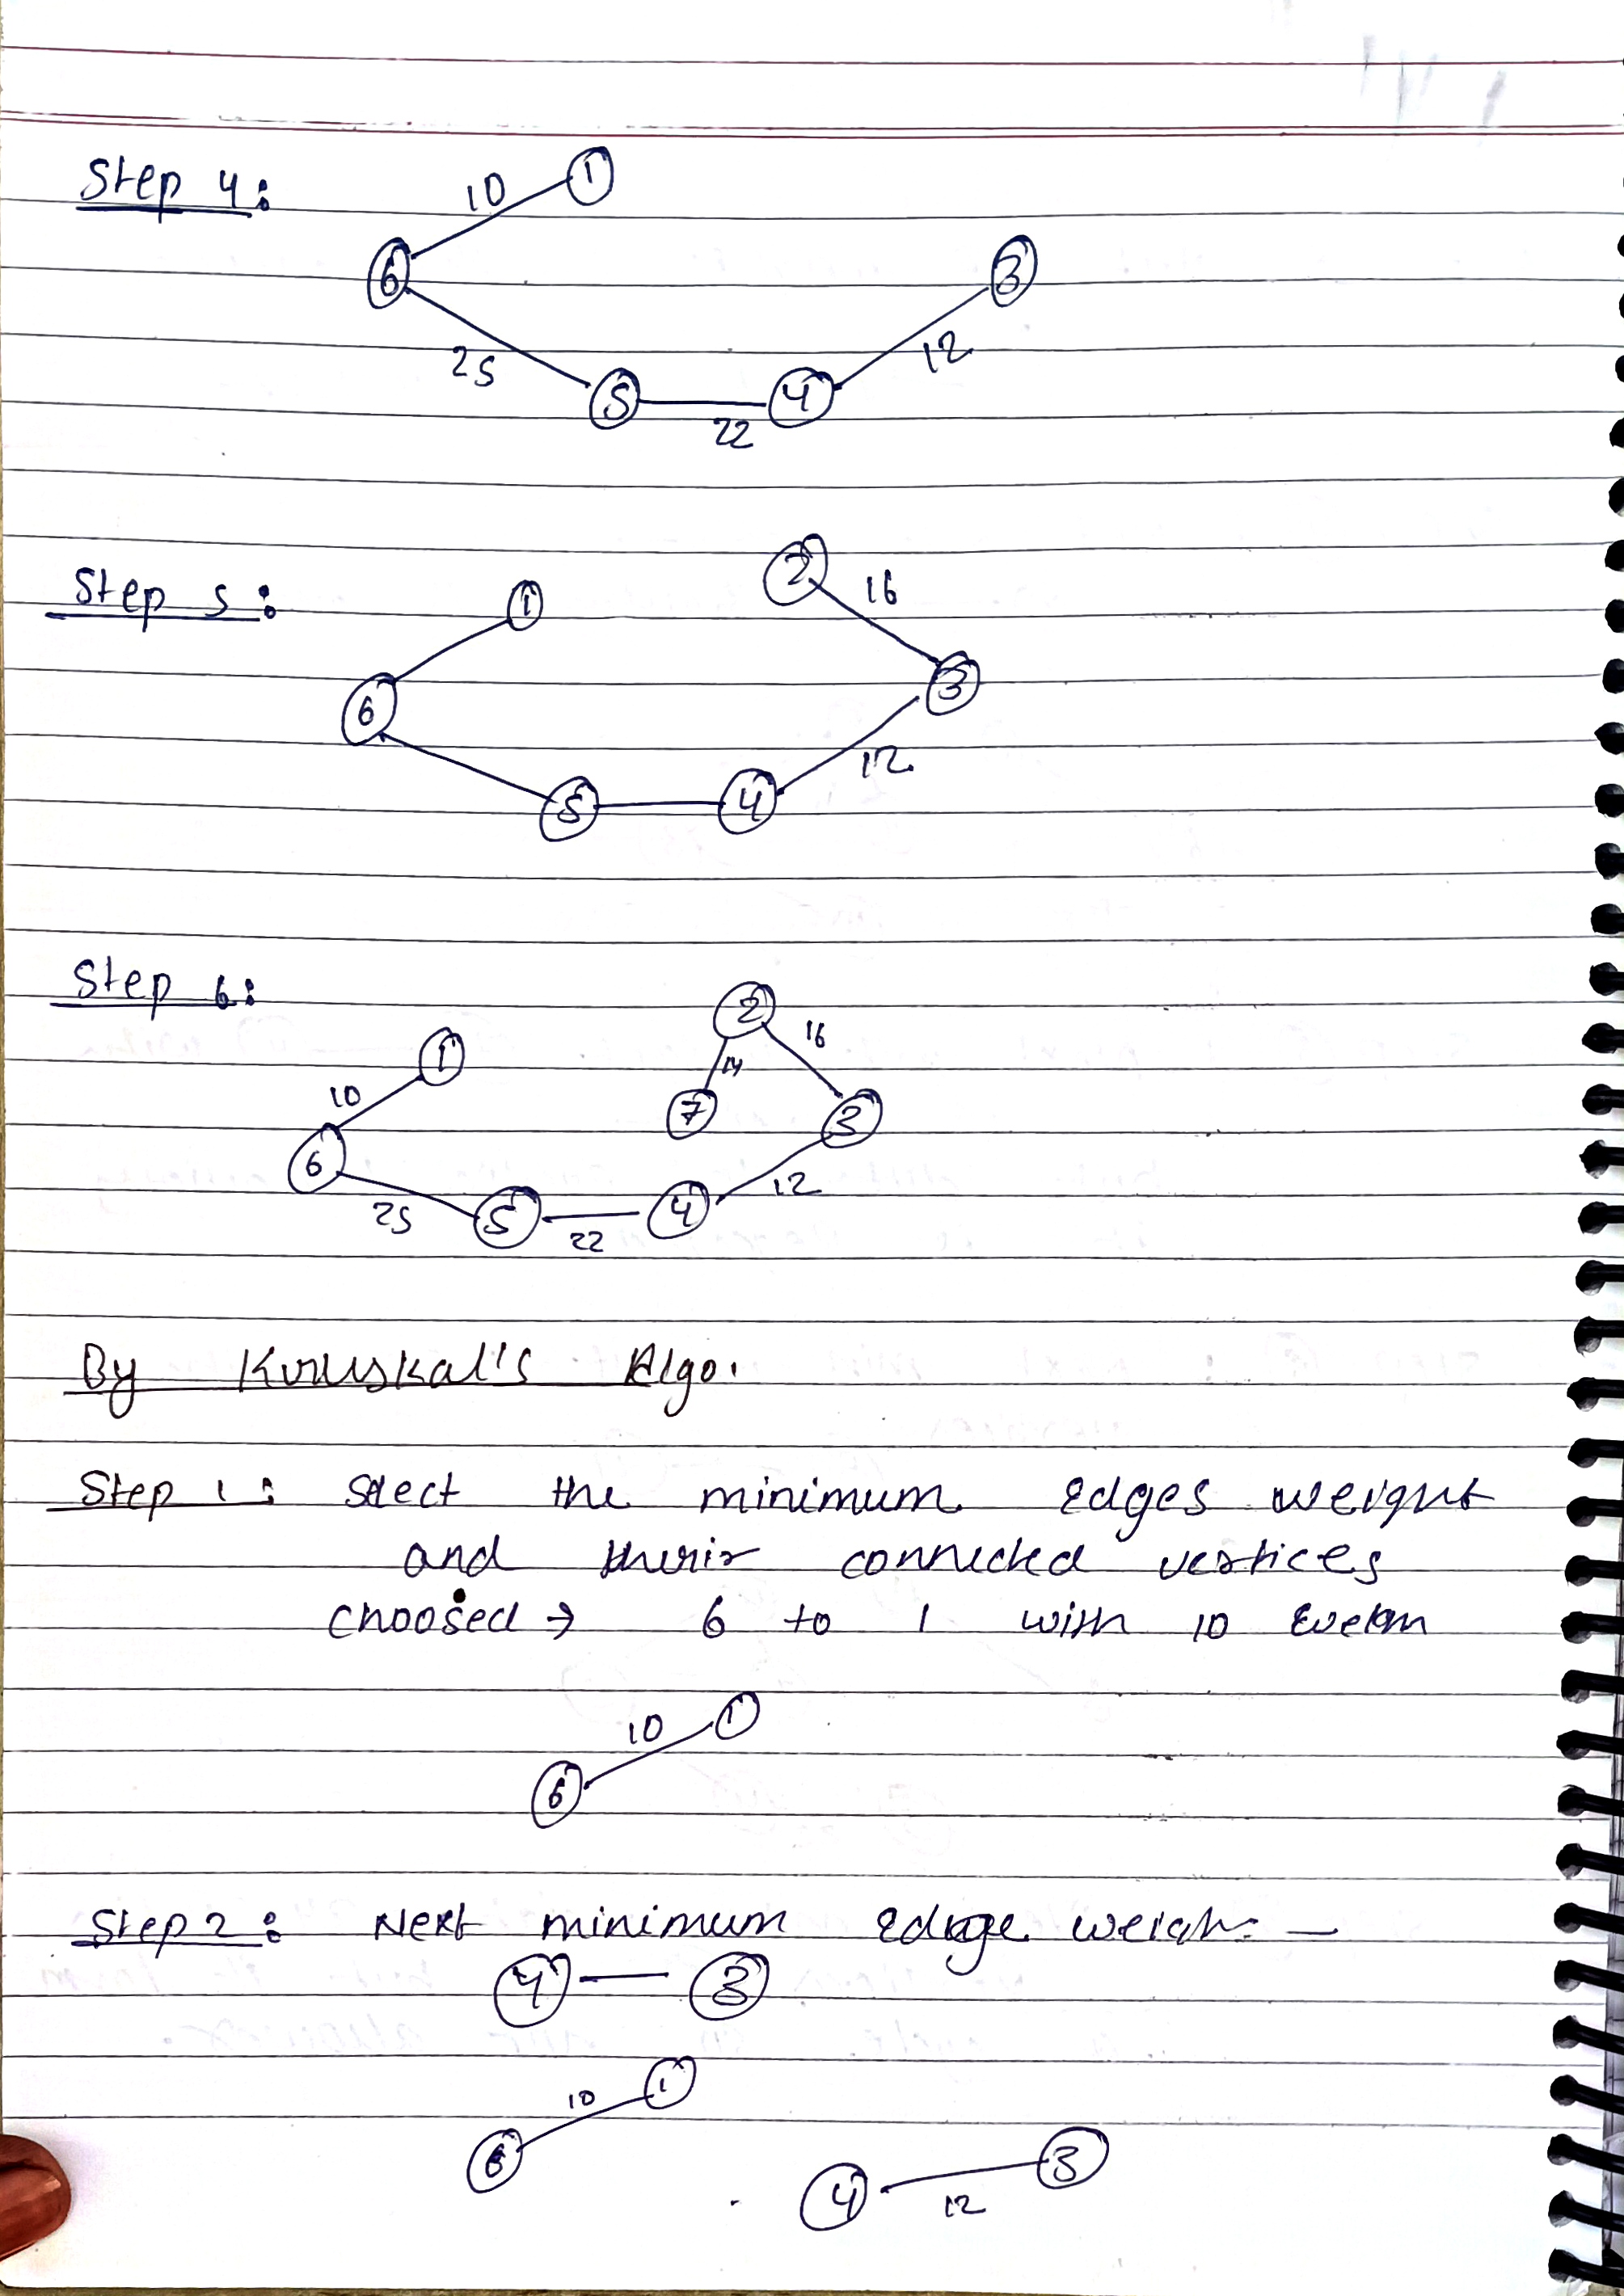 Step 4:
10 1
6 3
25 12
5 4
22
Step 5:
2 16
1
6 3
12
5 4
Step 6:
2
1 16
10 14
7 3
6 12
25 5 22 4
By Kruskal's Algo.
Step 1: Select the minimum edges weight
and their connected vertices
choosed → 6 to 1 with 10
10 1
6
Step 2: Next minimum edge weigh: —
4 — 3
10 1
6 3
4 12